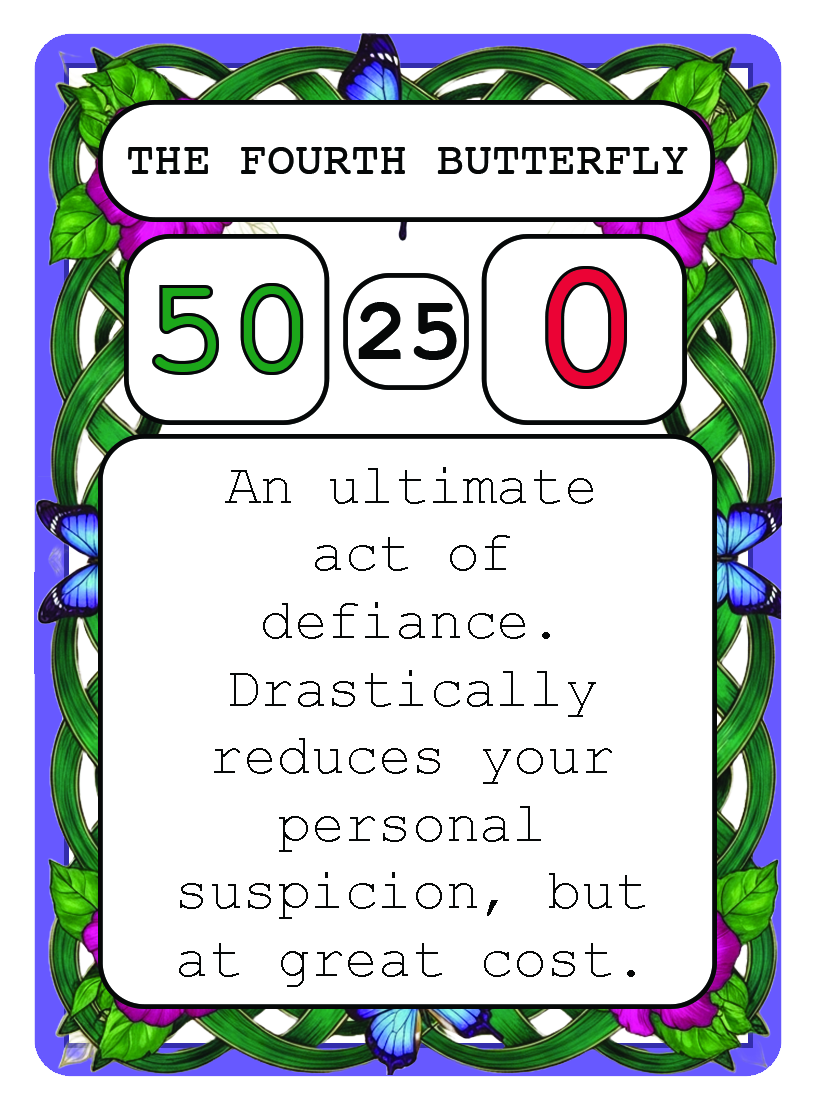 THE FOURTH BUTTERFLY
50 25 0
An ultimate
act of
defiance.
Drastically
reduces your
personal
suspicion, but
at great cost.